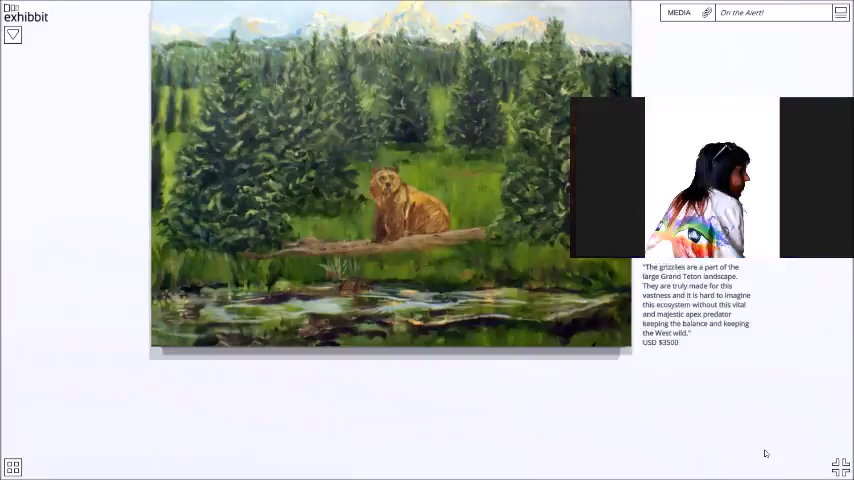 exhibbit
MEDIA
On the Alert!
"The grizzlies are a part of the
large Grand Teton landscape.
They are truly made for this
vastness and it is hard to imagine
this ecosystem without this vital
and majestic apex predator
keeping the balance and keeping
the West wild."
USD $3500